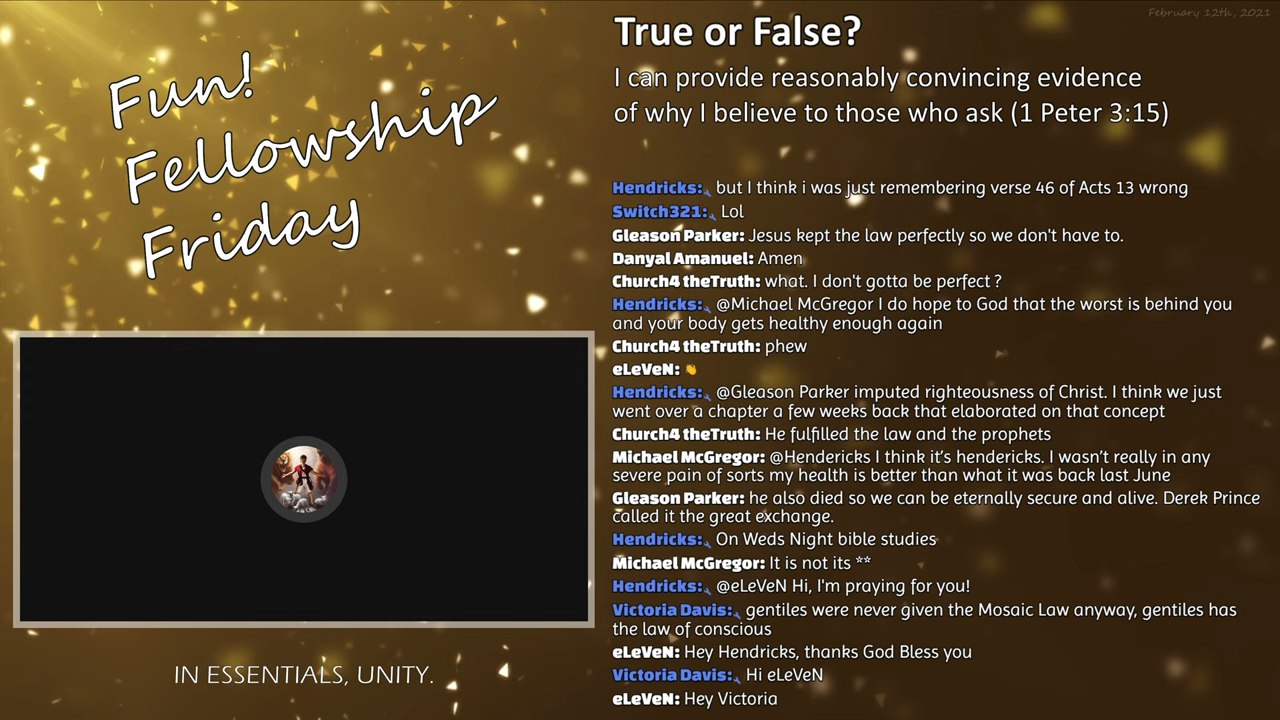 Fun!
Fellowship
Friday
IN ESSENTIALS, UNITY.
February 12th, 2021
True or False?
I can provide reasonably convincing evidence
of why I believe to those who ask (1 Peter 3:15)
Hendricks: but I think i was just remembering verse 46 of Acts 13 wrong
Switch321: Lol
Gleason Parker: Jesus kept the law perfectly so we don't have to.
Danyal Amanuel: Amen
Church4 theTruth: what. I don't gotta be perfect ?
Hendricks: @Michael McGregor I do hope to God that the worst is behind you
and your body gets healthy enough again
Church4 theTruth: phew
eLeVeN: 👋
Hendricks: @Gleason Parker imputed righteousness of Christ. I think we just
went over a chapter a few weeks back that elaborated on that concept
Church4 theTruth: He fulfilled the law and the prophets
Michael McGregor: @Hendericks I think it's hendericks. I wasn't really in any
severe pain of sorts my health is better than what it was back last June
Gleason Parker: he also died so we can be eternally secure and alive. Derek Prince
called it the great exchange.
Hendricks: On Weds Night bible studies
Michael McGregor: It is not its **
Hendricks: @eLeVeN Hi, I'm praying for you!
Victoria Davis: gentiles were never given the Mosaic Law anyway, gentiles has
the law of conscious
eLeVeN: Hey Hendricks, thanks God Bless you
Victoria Davis: Hi eLeVeN
eLeVeN: Hey Victoria